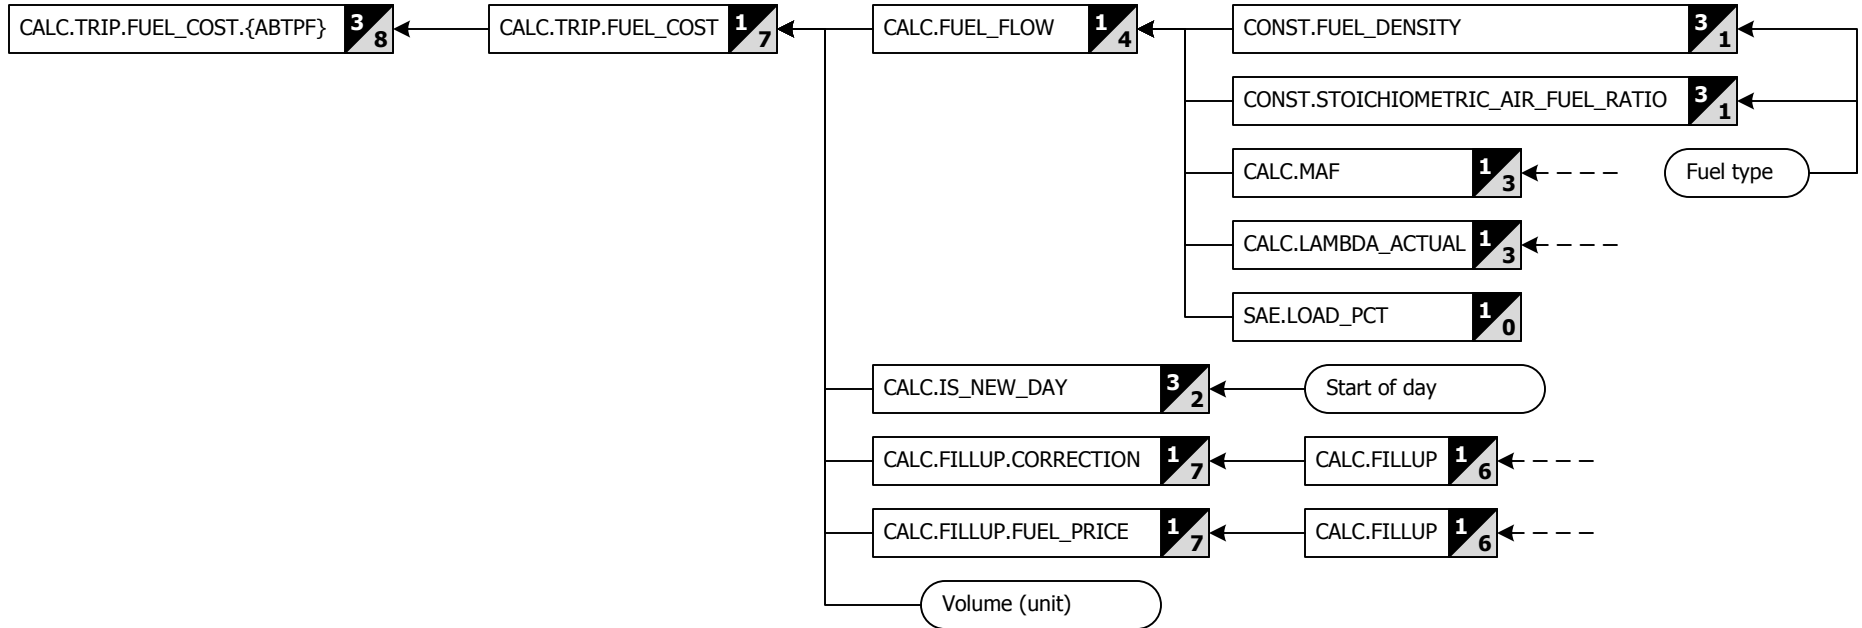 CALC.TRIP.FUEL_COST.{ABTPF} 3 8
CALC.TRIP.FUEL_COST 1 7
CALC.FUEL_FLOW 1 4
CONST.FUEL_DENSITY 3 1
CONST.STOICHIOMETRIC_AIR_FUEL_RATIO 3 1
CALC.MAF 1 3
Fuel type
CALC.LAMBDA_ACTUAL 1 3
SAE.LOAD_PCT 1 0
CALC.IS_NEW_DAY 3 2
Start of day
CALC.FILLUP.CORRECTION 1 7
CALC.FILLUP 1 6
CALC.FILLUP.FUEL_PRICE 1 7
CALC.FILLUP 1 6
Volume (unit)